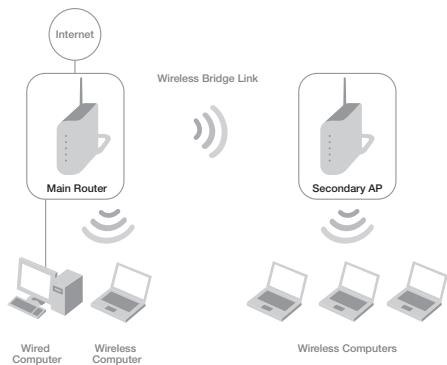 Internet
Wireless Bridge Link
Main Router
Secondary AP
Wired
Computer
Wireless
Computer
Wireless Computers